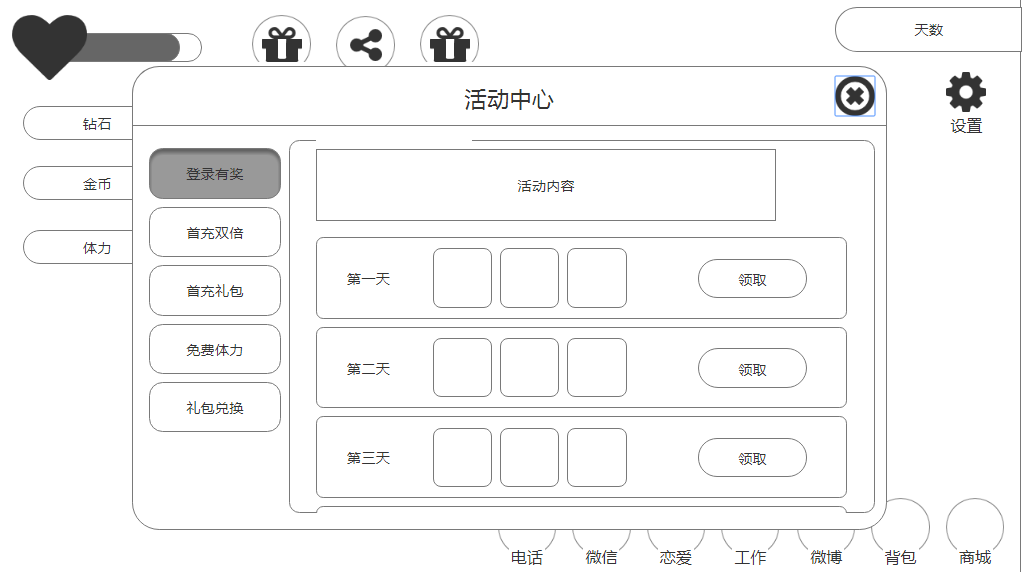 天数
活动中心
设置
钻石
金币
体力
登录有奖
首充双倍
首充礼包
免费体力
礼包兑换
活动内容
第一天
领取
第二天
领取
第三天
领取
电话
微信
恋爱
工作
微博
背包
商城